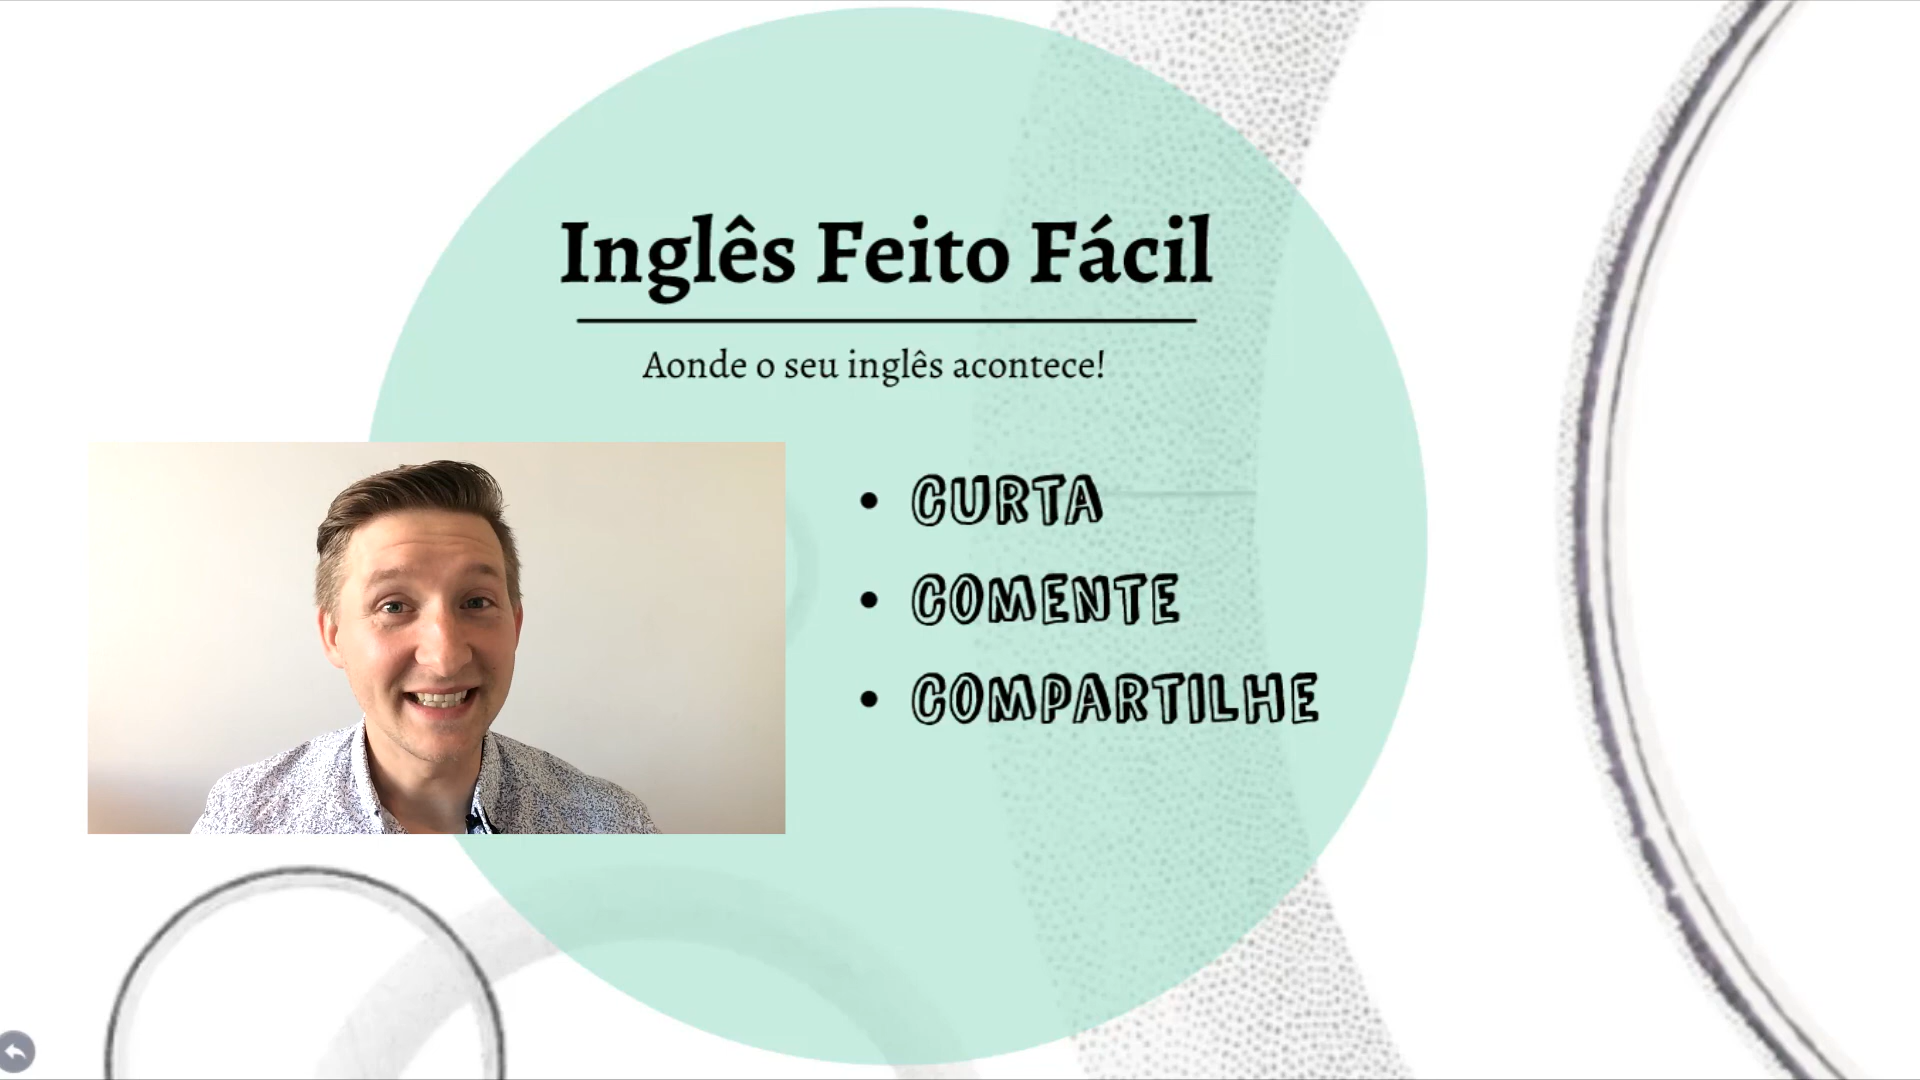 Inglês Feito Fácil
Aonde o seu inglês acontece!
• CURTA
• COMENTE
• COMPARTILHE